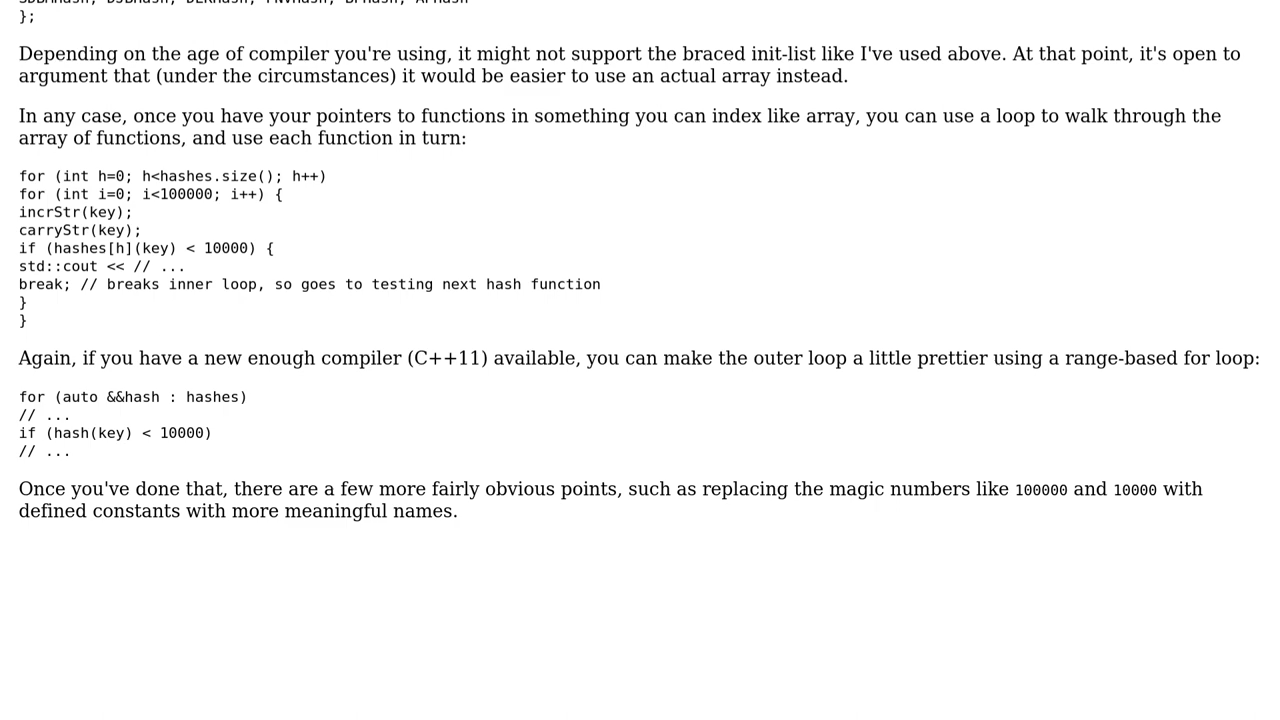 SDBMHash, DJBHash, DEKHash, FNVHash, BPHash, APHash
};
Depending on the age of compiler you're using, it might not support the braced init-list like I've used above. At that point, it's open to
argument that (under the circumstances) it would be easier to use an actual array instead.
In any case, once you have your pointers to functions in something you can index like array, you can use a loop to walk through the
array of functions, and use each function in turn:
for (int h=0; h<hashes.size(); h++)
for (int i=0; i<100000; i++) {
incrStr(key);
carryStr(key);
if (hashes[h](key) < 10000) {
std::cout << // ...
break; // breaks inner loop, so goes to testing next hash function
}
}
Again, if you have a new enough compiler (C++11) available, you can make the outer loop a little prettier using a range-based for loop:
for (auto &&hash : hashes)
// ...
if (hash(key) < 10000)
// ...
Once you've done that, there are a few more fairly obvious points, such as replacing the magic numbers like 100000 and 10000 with
defined constants with more meaningful names.